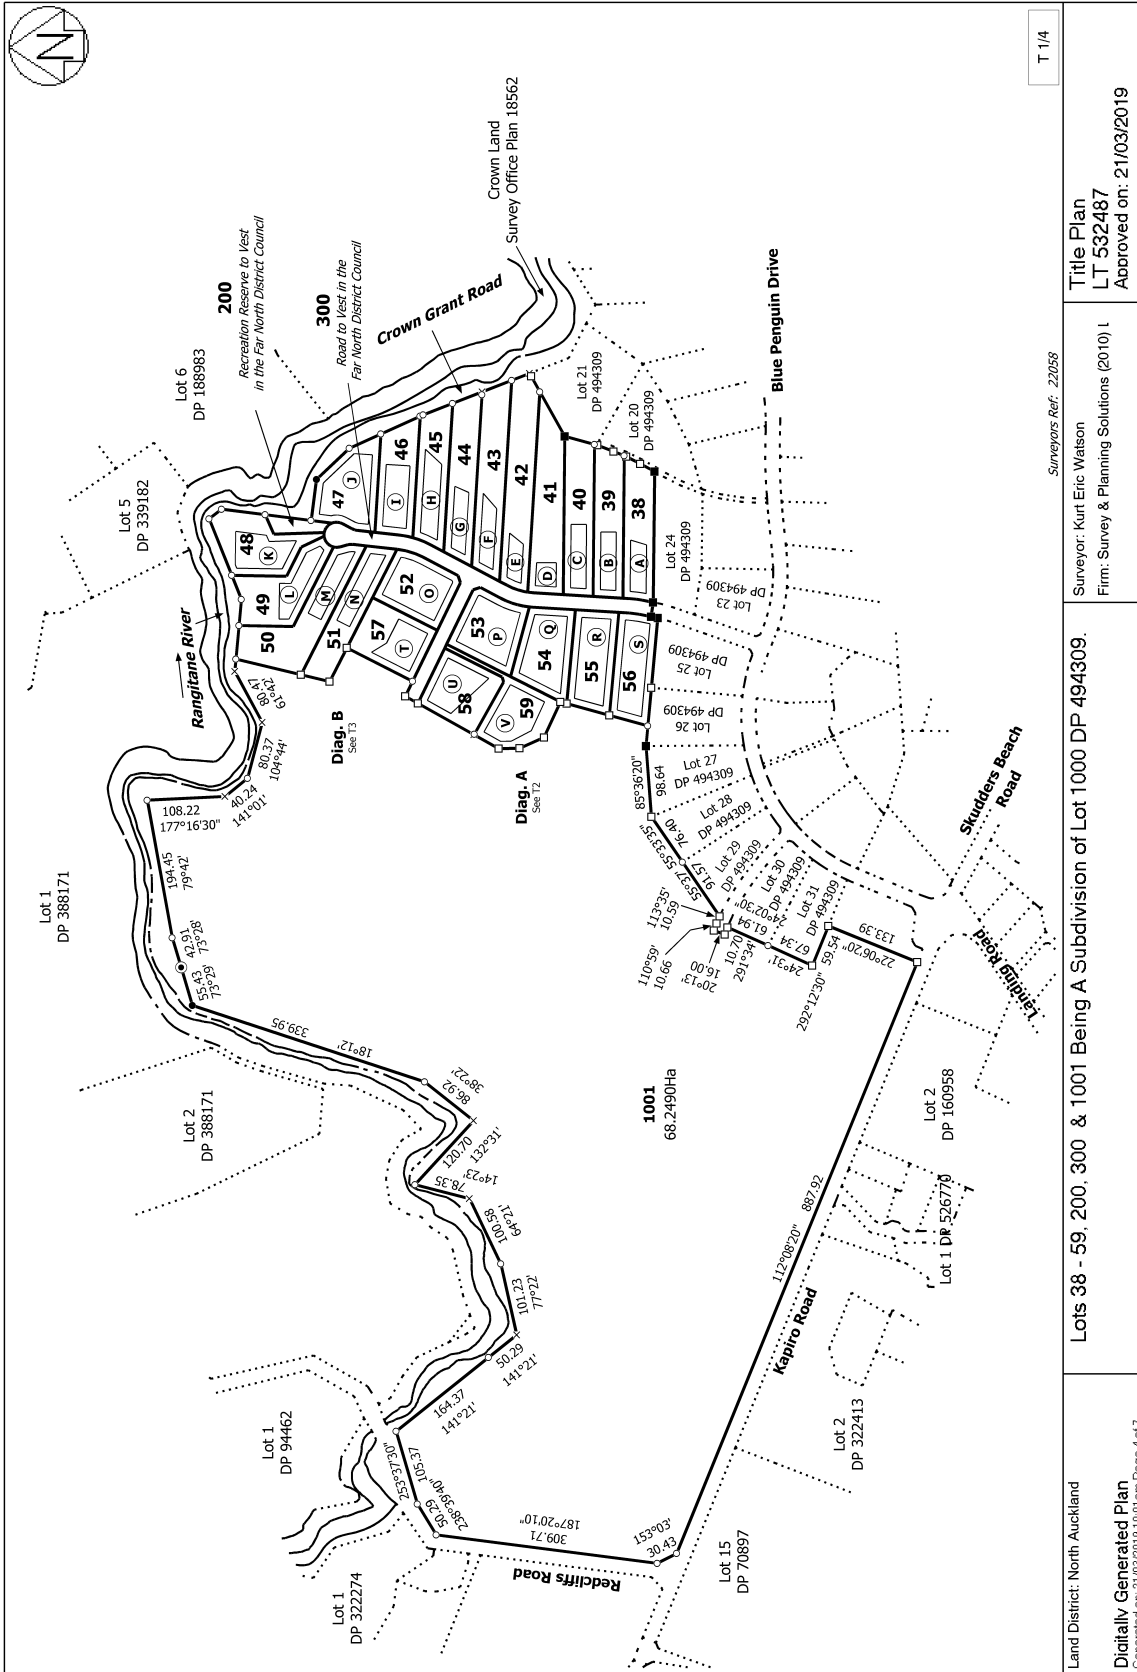 N
T 1/4
Crown Land
Survey Office Plan 18562
200
Recreation Reserve to Vest
in the Far North District Council
300
Road to Vest in the
Far North District Council
Crown Grant Road
Lot 6
DP 188983
Lot 5
DP 339182
Rangitane River
Lot 1
DP 388171
Lot 2
DP 388171
Lot 1
DP 94462
Lot 1
DP 322274
Redcliffs Road
Lot 15
DP 70897
Kapiro Road
Lot 2
DP 322413
Lot 1 DP 526770
Lot 2
DP 160958
Landing Road
Skudders Beach
Road
Blue Penguin Drive
Lot 21
DP 494309
Lot 20
DP 494309
Lot 24
DP 494309
Lot 23
DP 494309
Lot 25
DP 494309
Lot 26
DP 494309
Lot 27
DP 494309
Lot 28
DP 494309
Lot 29
DP 494309
Lot 30
DP 494309
Lot 31
DP 494309
48
K
49
L
50
M
51
N
47
J
46
I
45
H
44
G
43
F
42
E
41
D
40
C
39
B
38
A
52
O
57
T
53
P
58
U
54
Q
59
V
55
R
56
S
Diag. B
See T3
Diag. A
See T2
1001
68.2490Ha
80.47
61°42'
80.37
104°44'
40.24
141°01'
108.22
177°16'30"
194.45
79°42'
42.91
73°28'
55.43
73°29'
339.95
18°12'
86.92
38°22'
120.70
132°31'
78.35
14°23'
100.58
64°21'
101.23
77°22'
50.29
141°21'
164.37
141°21'
253°37'30"
105.37
50.29
238°39'40"
309.71
187°20'10"
153°03'
30.43
112°08'20"
887.92
22°06'20"
133.39
292°12'30"
59.54
24°31'
67.34
24°02'30"
61.94
10.70
291°34'
16.00
20°13'
110°59'
10.66
113°35'
10.59
55°37'
91.57
55°33'35"
76.40
85°36'20"
98.64
Surveyors Ref: 22058
Land District: North Auckland
Digitally Generated Plan
Generated on: 21/03/2019 10:01am Page 4 of 7
Lots 38 - 59, 200, 300 & 1001 Being A Subdivision of Lot 1000 DP 494309.
Surveyor: Kurt Eric Watson
Firm: Survey & Planning Solutions (2010) L
Title Plan
LT 532487
Approved on: 21/03/2019